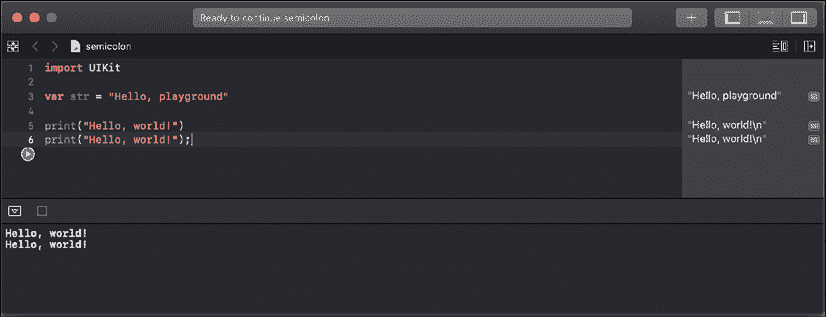 Ready to continue semicolon
semicolon
1 import UIKit
2
3 var str = "Hello, playground"
"Hello, playground"
4
5 print("Hello, world!")
"Hello, world!\n"
6 print("Hello, world!");
"Hello, world!\n"
Hello, world!
Hello, world!